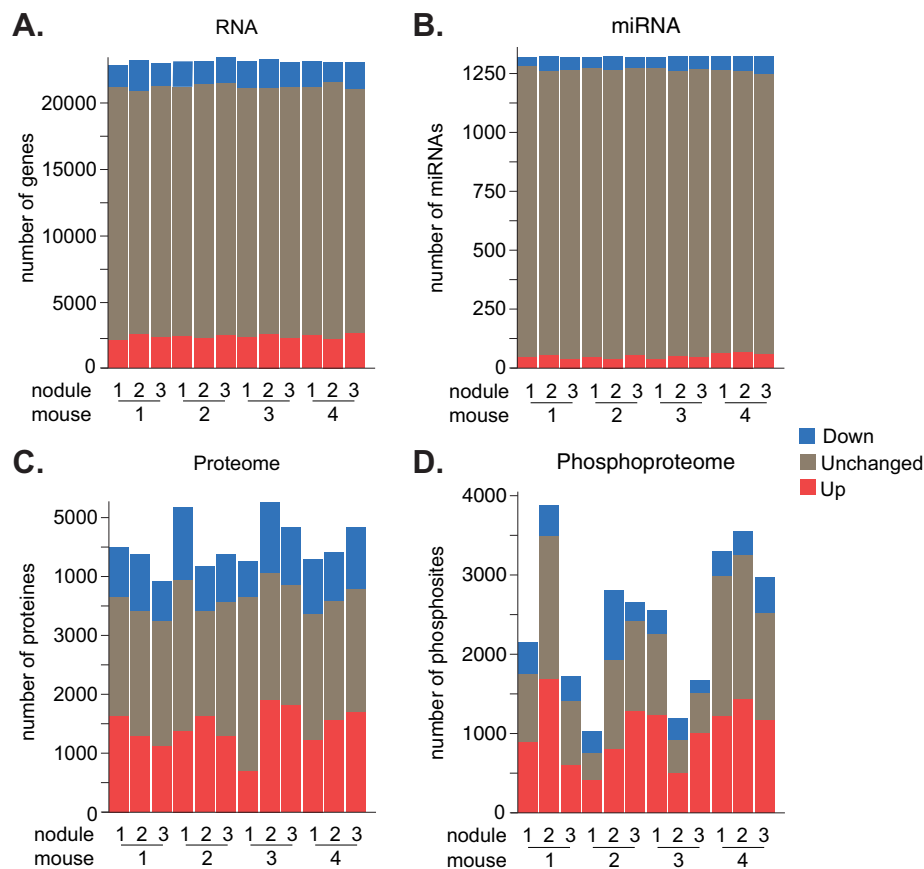 A.
RNA
number of genes
20000
15000
10000
5000
0
nodule 1 2 3 1 2 3 1 2 3 1 2 3
mouse 1 2 3 4
B.
miRNA
number of miRNAs
1250
1000
750
500
250
0
nodule 1 2 3 1 2 3 1 2 3 1 2 3
mouse 1 2 3 4
Down
Unchanged
Up
C.
Proteome
number of proteines
5000
1000
3000
2000
1000
0
nodule 1 2 3 1 2 3 1 2 3 1 2 3
mouse 1 2 3 4
D.
Phosphoproteome
number of phosphosites
4000
3000
2000
1000
0
nodule 1 2 3 1 2 3 1 2 3 1 2 3
mouse 1 2 3 4